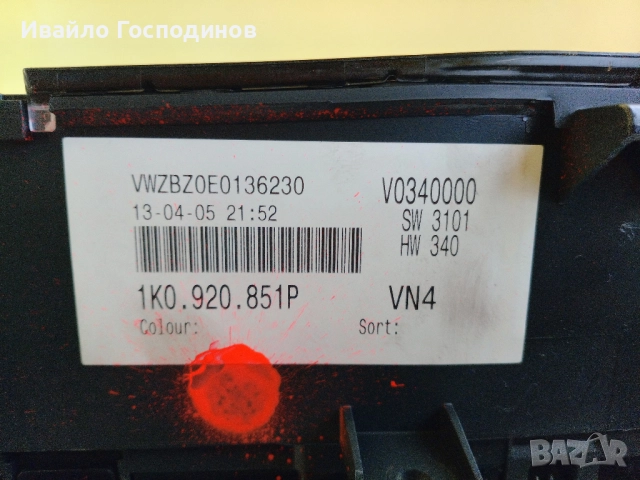 Ивайло Господинов
VWZBZ0E0136230
V0340000
13-04-05 21:52
SW 3101
HW 340
1K0.920.851P
VN4
Colour:
Sort:
BAZAR